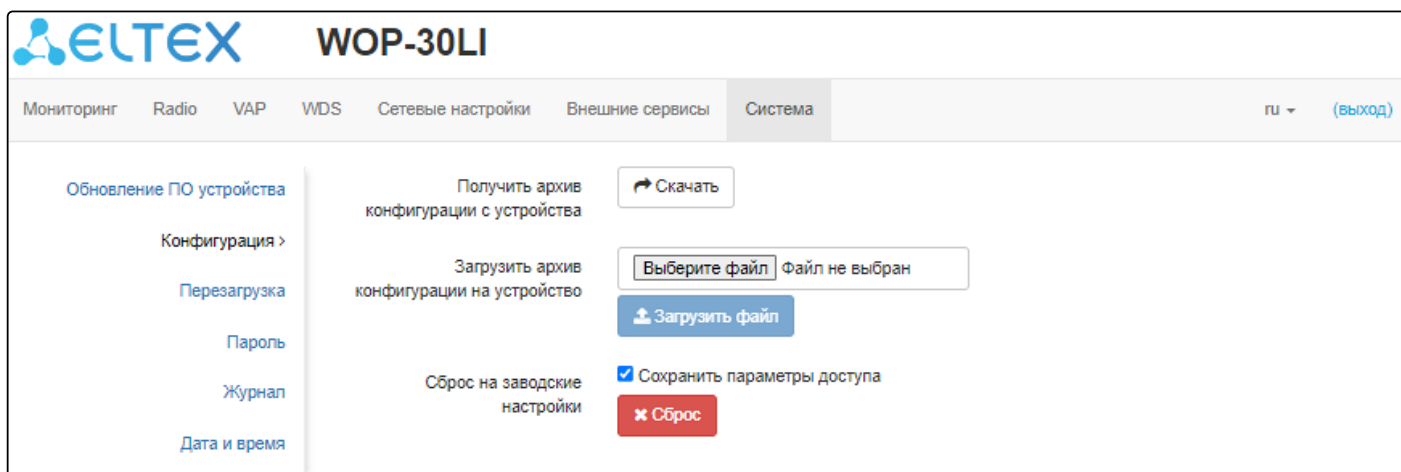 ELTEX WOP-30LI
Мониторинг Radio VAP WDS Сетевые настройки Внешние сервисы Система ru (выход)
Обновление ПО устройства
Конфигурация >
Перезагрузка
Пароль
Журнал
Дата и время
Получить архив
конфигурации с устройства
Скачать
Загрузить архив
конфигурации на устройство
Выберите файл Файл не выбран
Загрузить файл
Сброс на заводские
настройки
Сохранить параметры доступа
Сброс